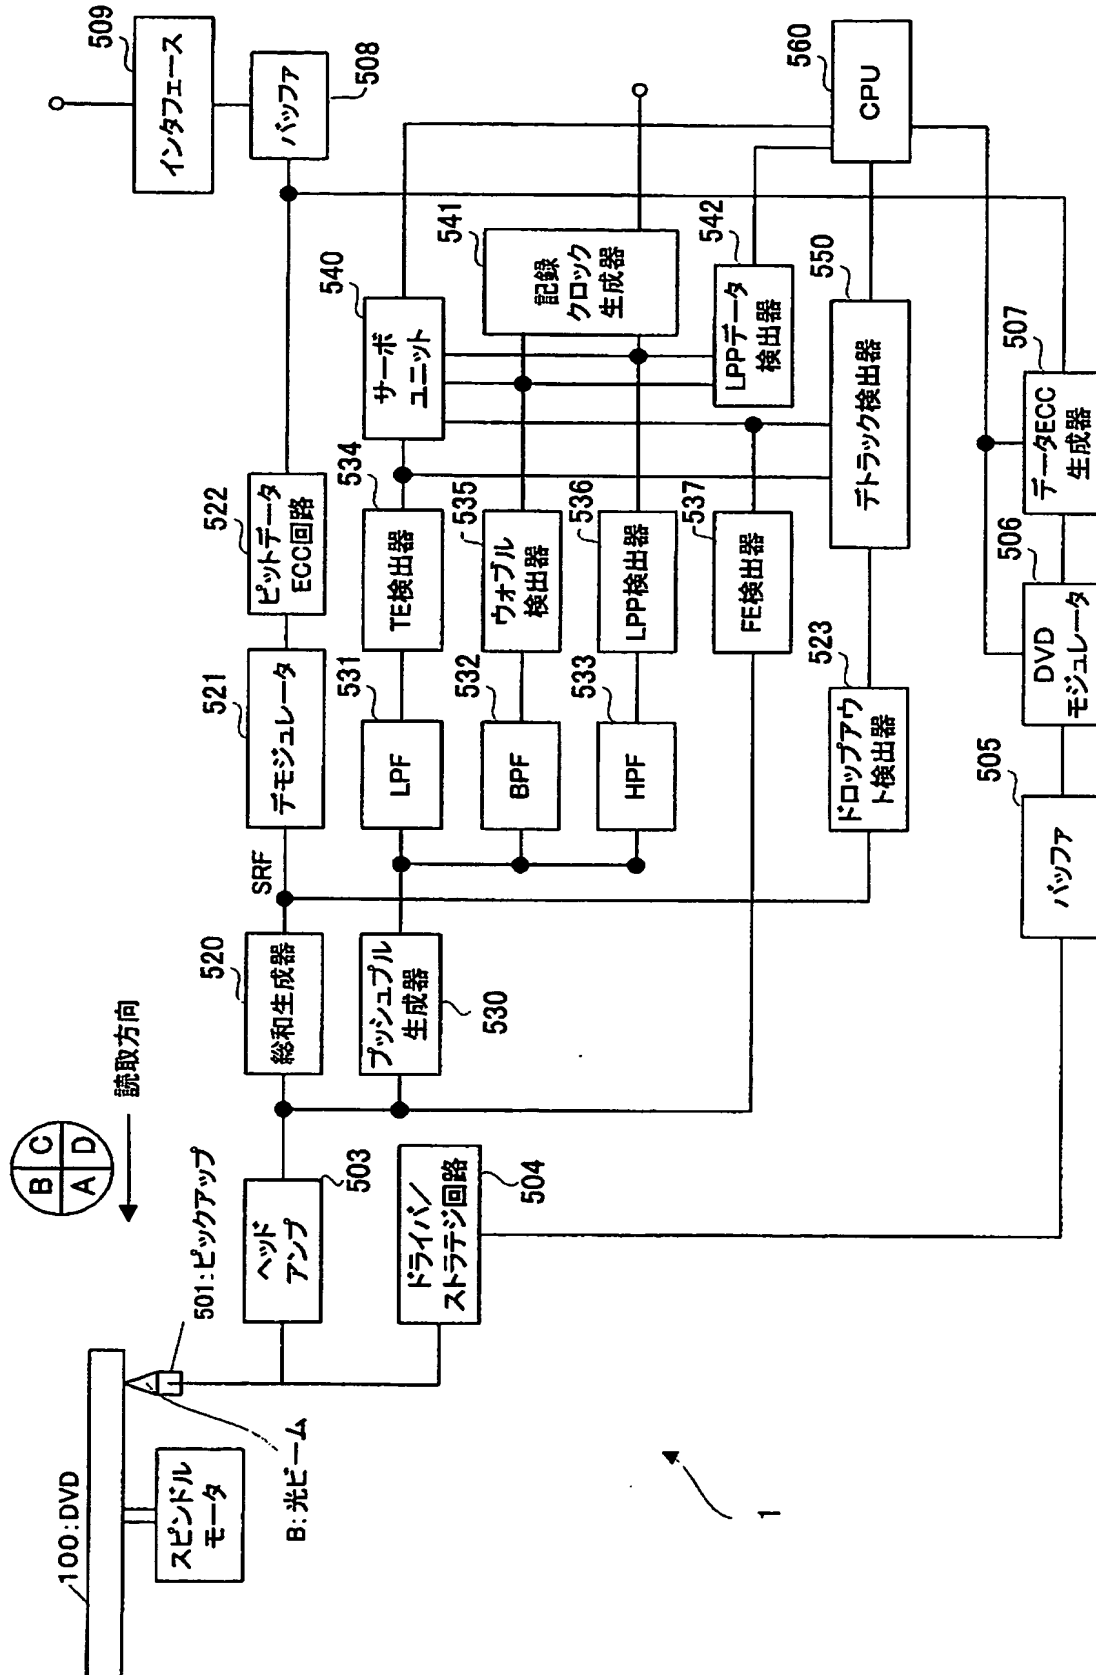 100:DVD
スピンドル
モータ
B:光ビーム
501:ピックアップ
B
C
A
D
読取方向
1
ヘッド
アンプ
503
ドライバ/
ストラテジ回路
504
総和生成器
520
プッシュプル
生成器
530
SRF
デモジュレータ
521
ピットデータ
ECC回路
522
LPF
531
BPF
532
HPF
533
TE検出器
534
ウォブル
検出器
535
LPP検出器
536
FE検出器
537
ドロップアウ
ト検出器
523
サーボ
ユニット
540
記録
クロック
生成器
541
LPPデータ
検出器
542
デトラック検出器
550
バッファ
505
DVD
モジュレータ
506
データECC
生成器
507
バッファ
508
インタフェース
509
CPU
560